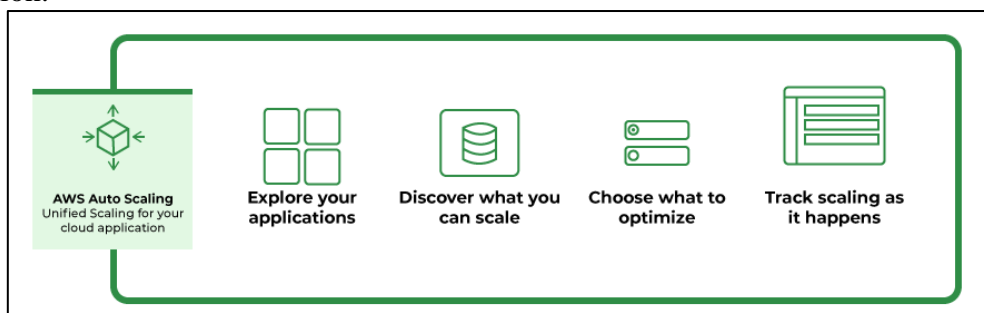 AWS Auto Scaling
Unified Scaling for your
cloud application
Explore your
applications
Discover what you
can scale
Choose what to
optimize
Track scaling as
it happens